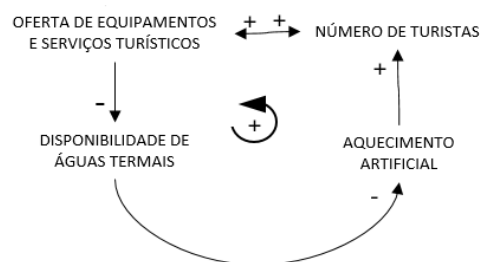 OFERTA DE EQUIPAMENTOS
E SERVIÇOS TURÍSTICOS
+ +
NÚMERO DE TURISTAS
-
+
+
DISPONIBILIDADE DE
ÁGUAS TERMAIS
AQUECIMENTO
ARTIFICIAL
-